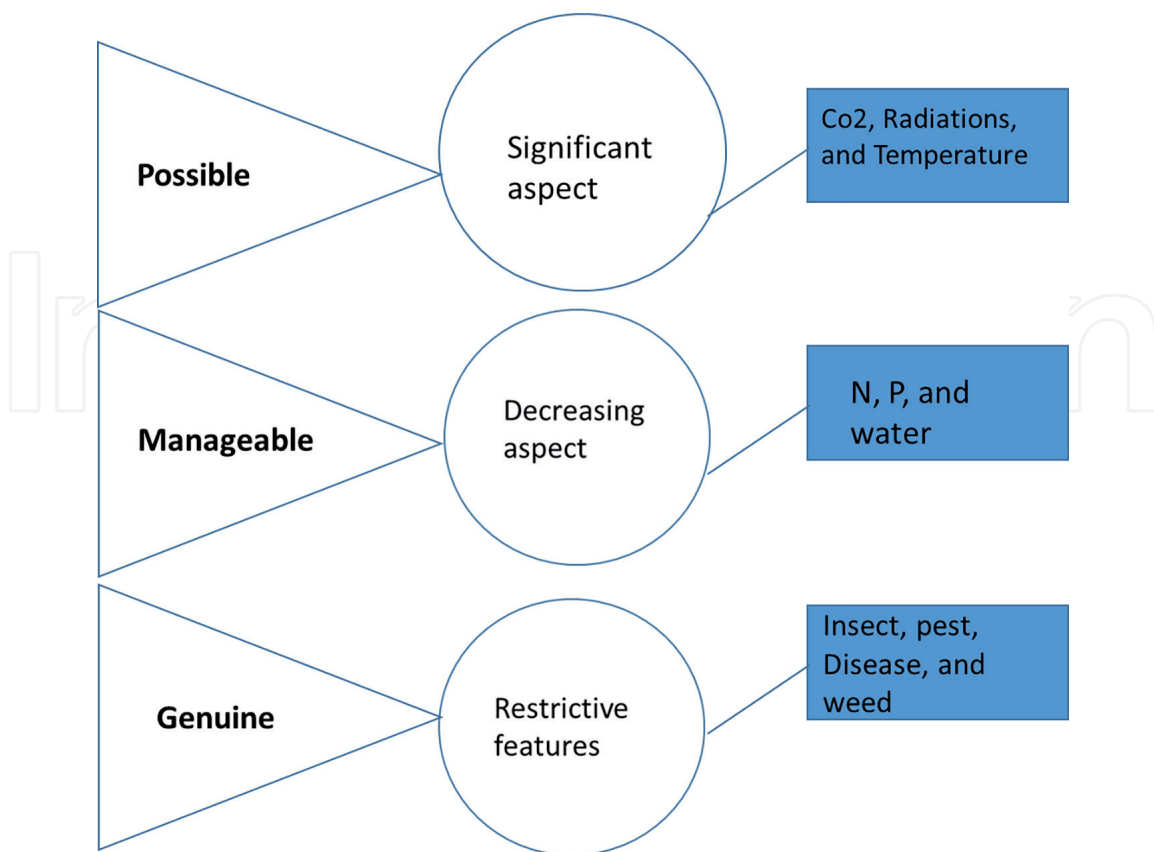 Possible
Significant
aspect
Co2, Radiations,
and Temperature
Manageable
Decreasing
aspect
N, P, and
water
Genuine
Restrictive
features
Insect, pest,
Disease, and
weed